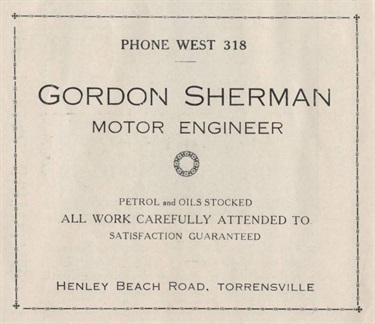 PHONE WEST 318
GORDON SHERMAN
MOTOR ENGINEER
PETROL and OILS STOCKED
ALL WORK CAREFULLY ATTENDED TO
SATISFACTION GUARANTEED
HENLEY BEACH ROAD, TORRENSVILLE